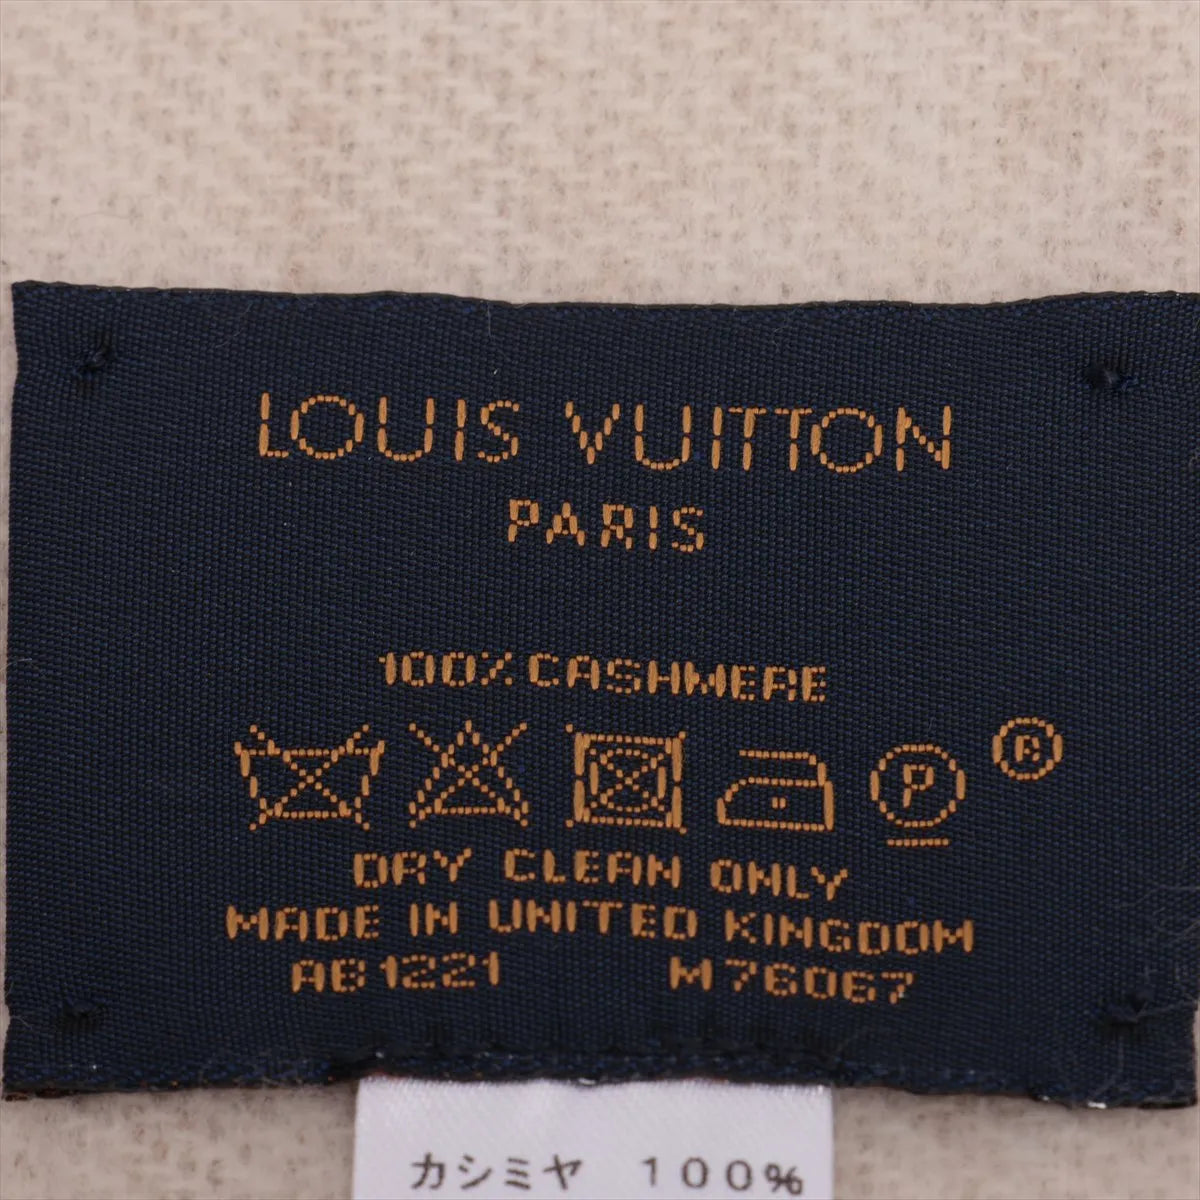 LOUIS VUITTON
PARIS
100% CASHMERE
P ®
DRY CLEAN ONLY
MADE IN UNITED KINGDOM
AB1221 M76067
カシミヤ 100%